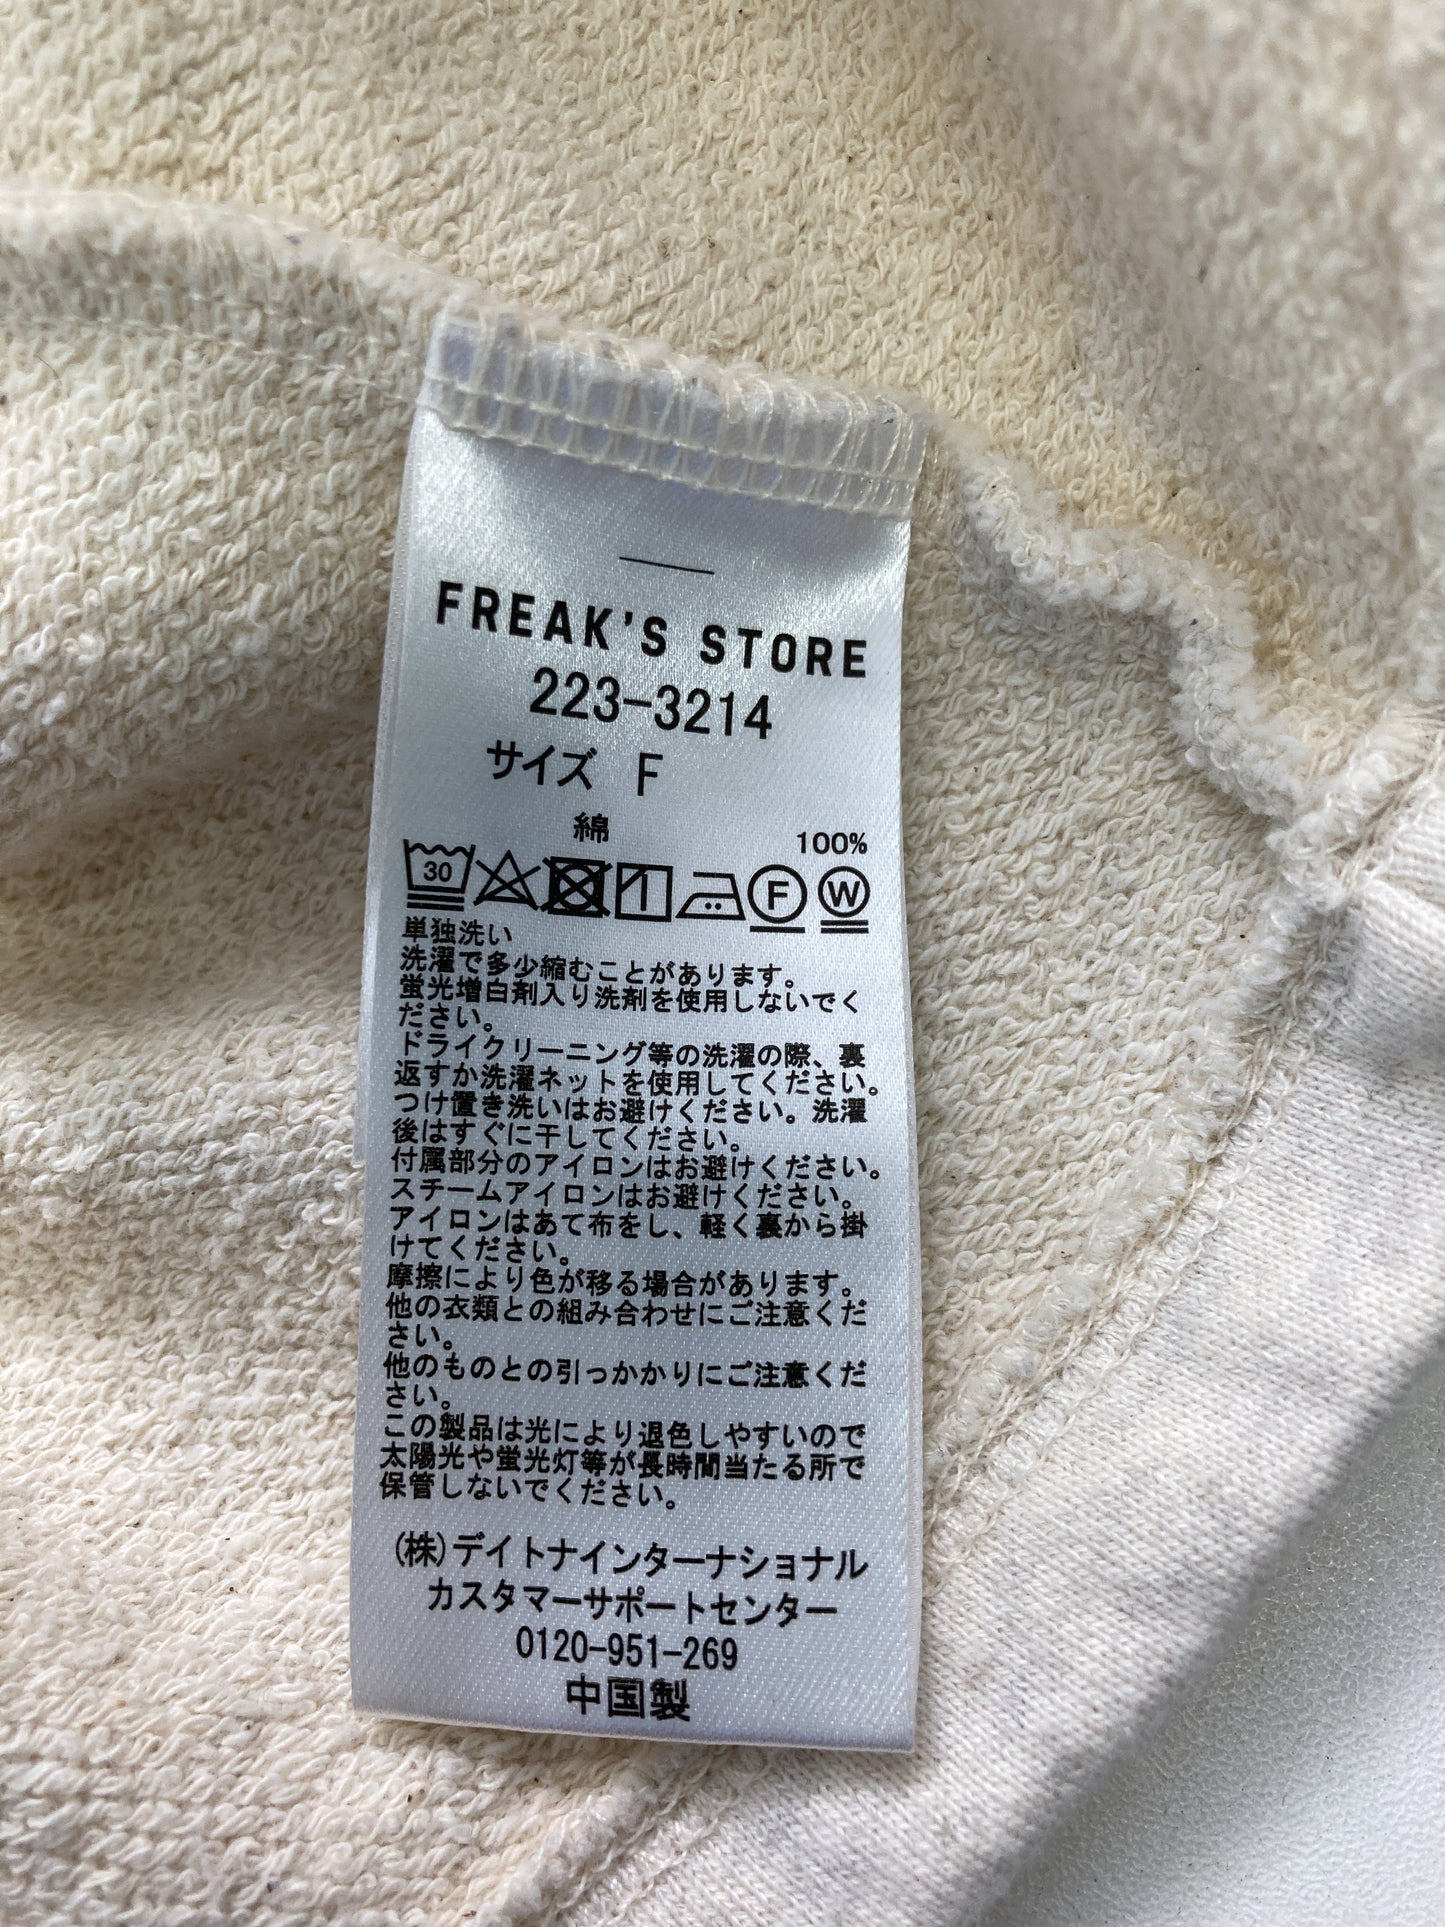 FREAK'S STORE
223-3214
サイズ F
綿 100%
30 F W
単独洗い
洗濯で多少縮むことがあります。
蛍光増白剤入り洗剤を使用しないでく
ださい。
ドライクリーニング等の洗濯の際、裏
返すか洗濯ネットを使用してください。
つけ置き洗いはお避けください。洗濯
後はすぐに干してください。
付属部分のアイロンはお避けください。
スチームアイロンはお避けください。
アイロンはあて布をし、軽く裏から掛
けてください。
摩擦により色が移る場合があります。
他の衣類との組み合わせにご注意くだ
さい。
他のものとの引っかかりにご注意くだ
さい。
この製品は光により退色しやすいので
太陽光や蛍光灯等が長時間当たる所で
保管しないでください。
(株)デイトナインターナショナル
カスタマーサポートセンター
0120-951-269
中国製